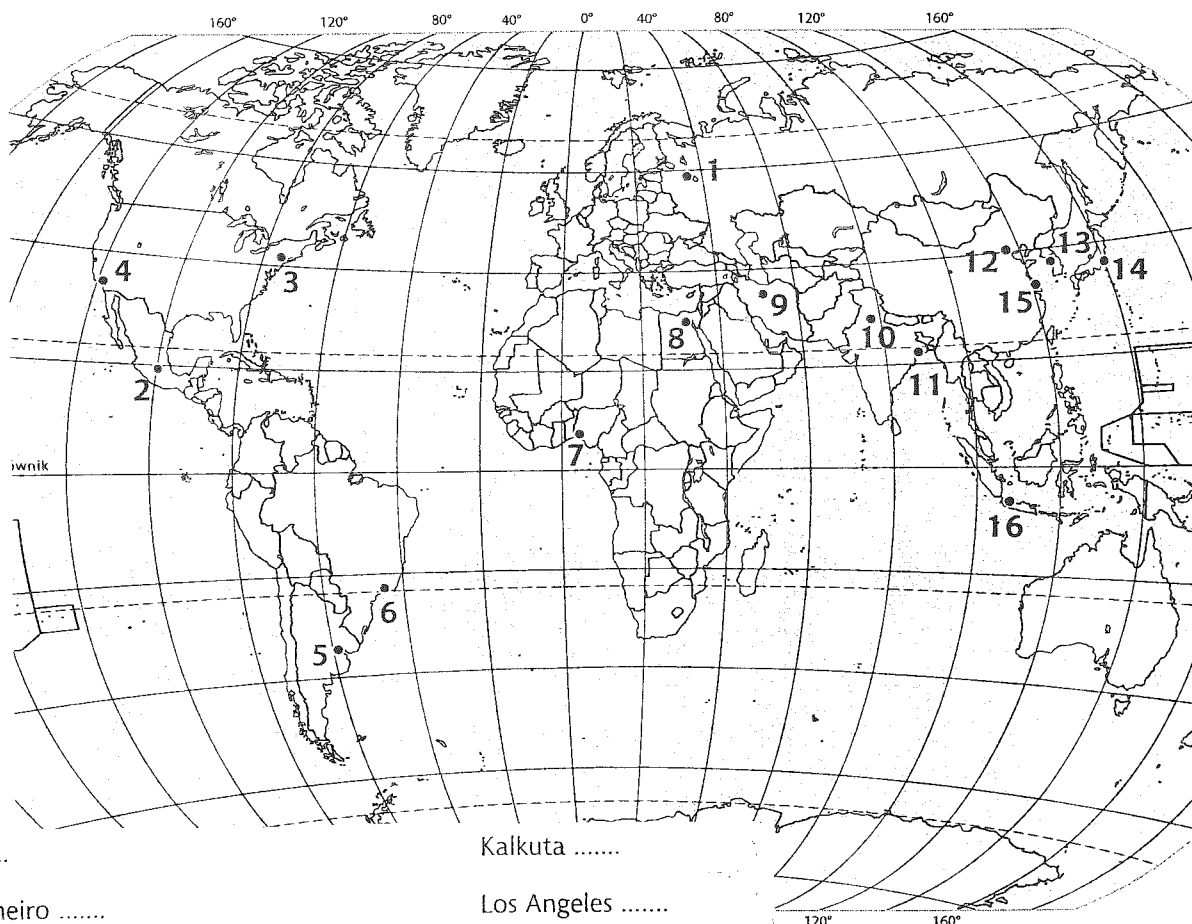 160° 120° 80° 40° 0° 40° 80° 120° 160°
12 13
4 3 14
9 15
8 10
2 11
7
ównik
16
6
5
Kalkuta .......
neiro ....... Los Angeles .......
120° 160°